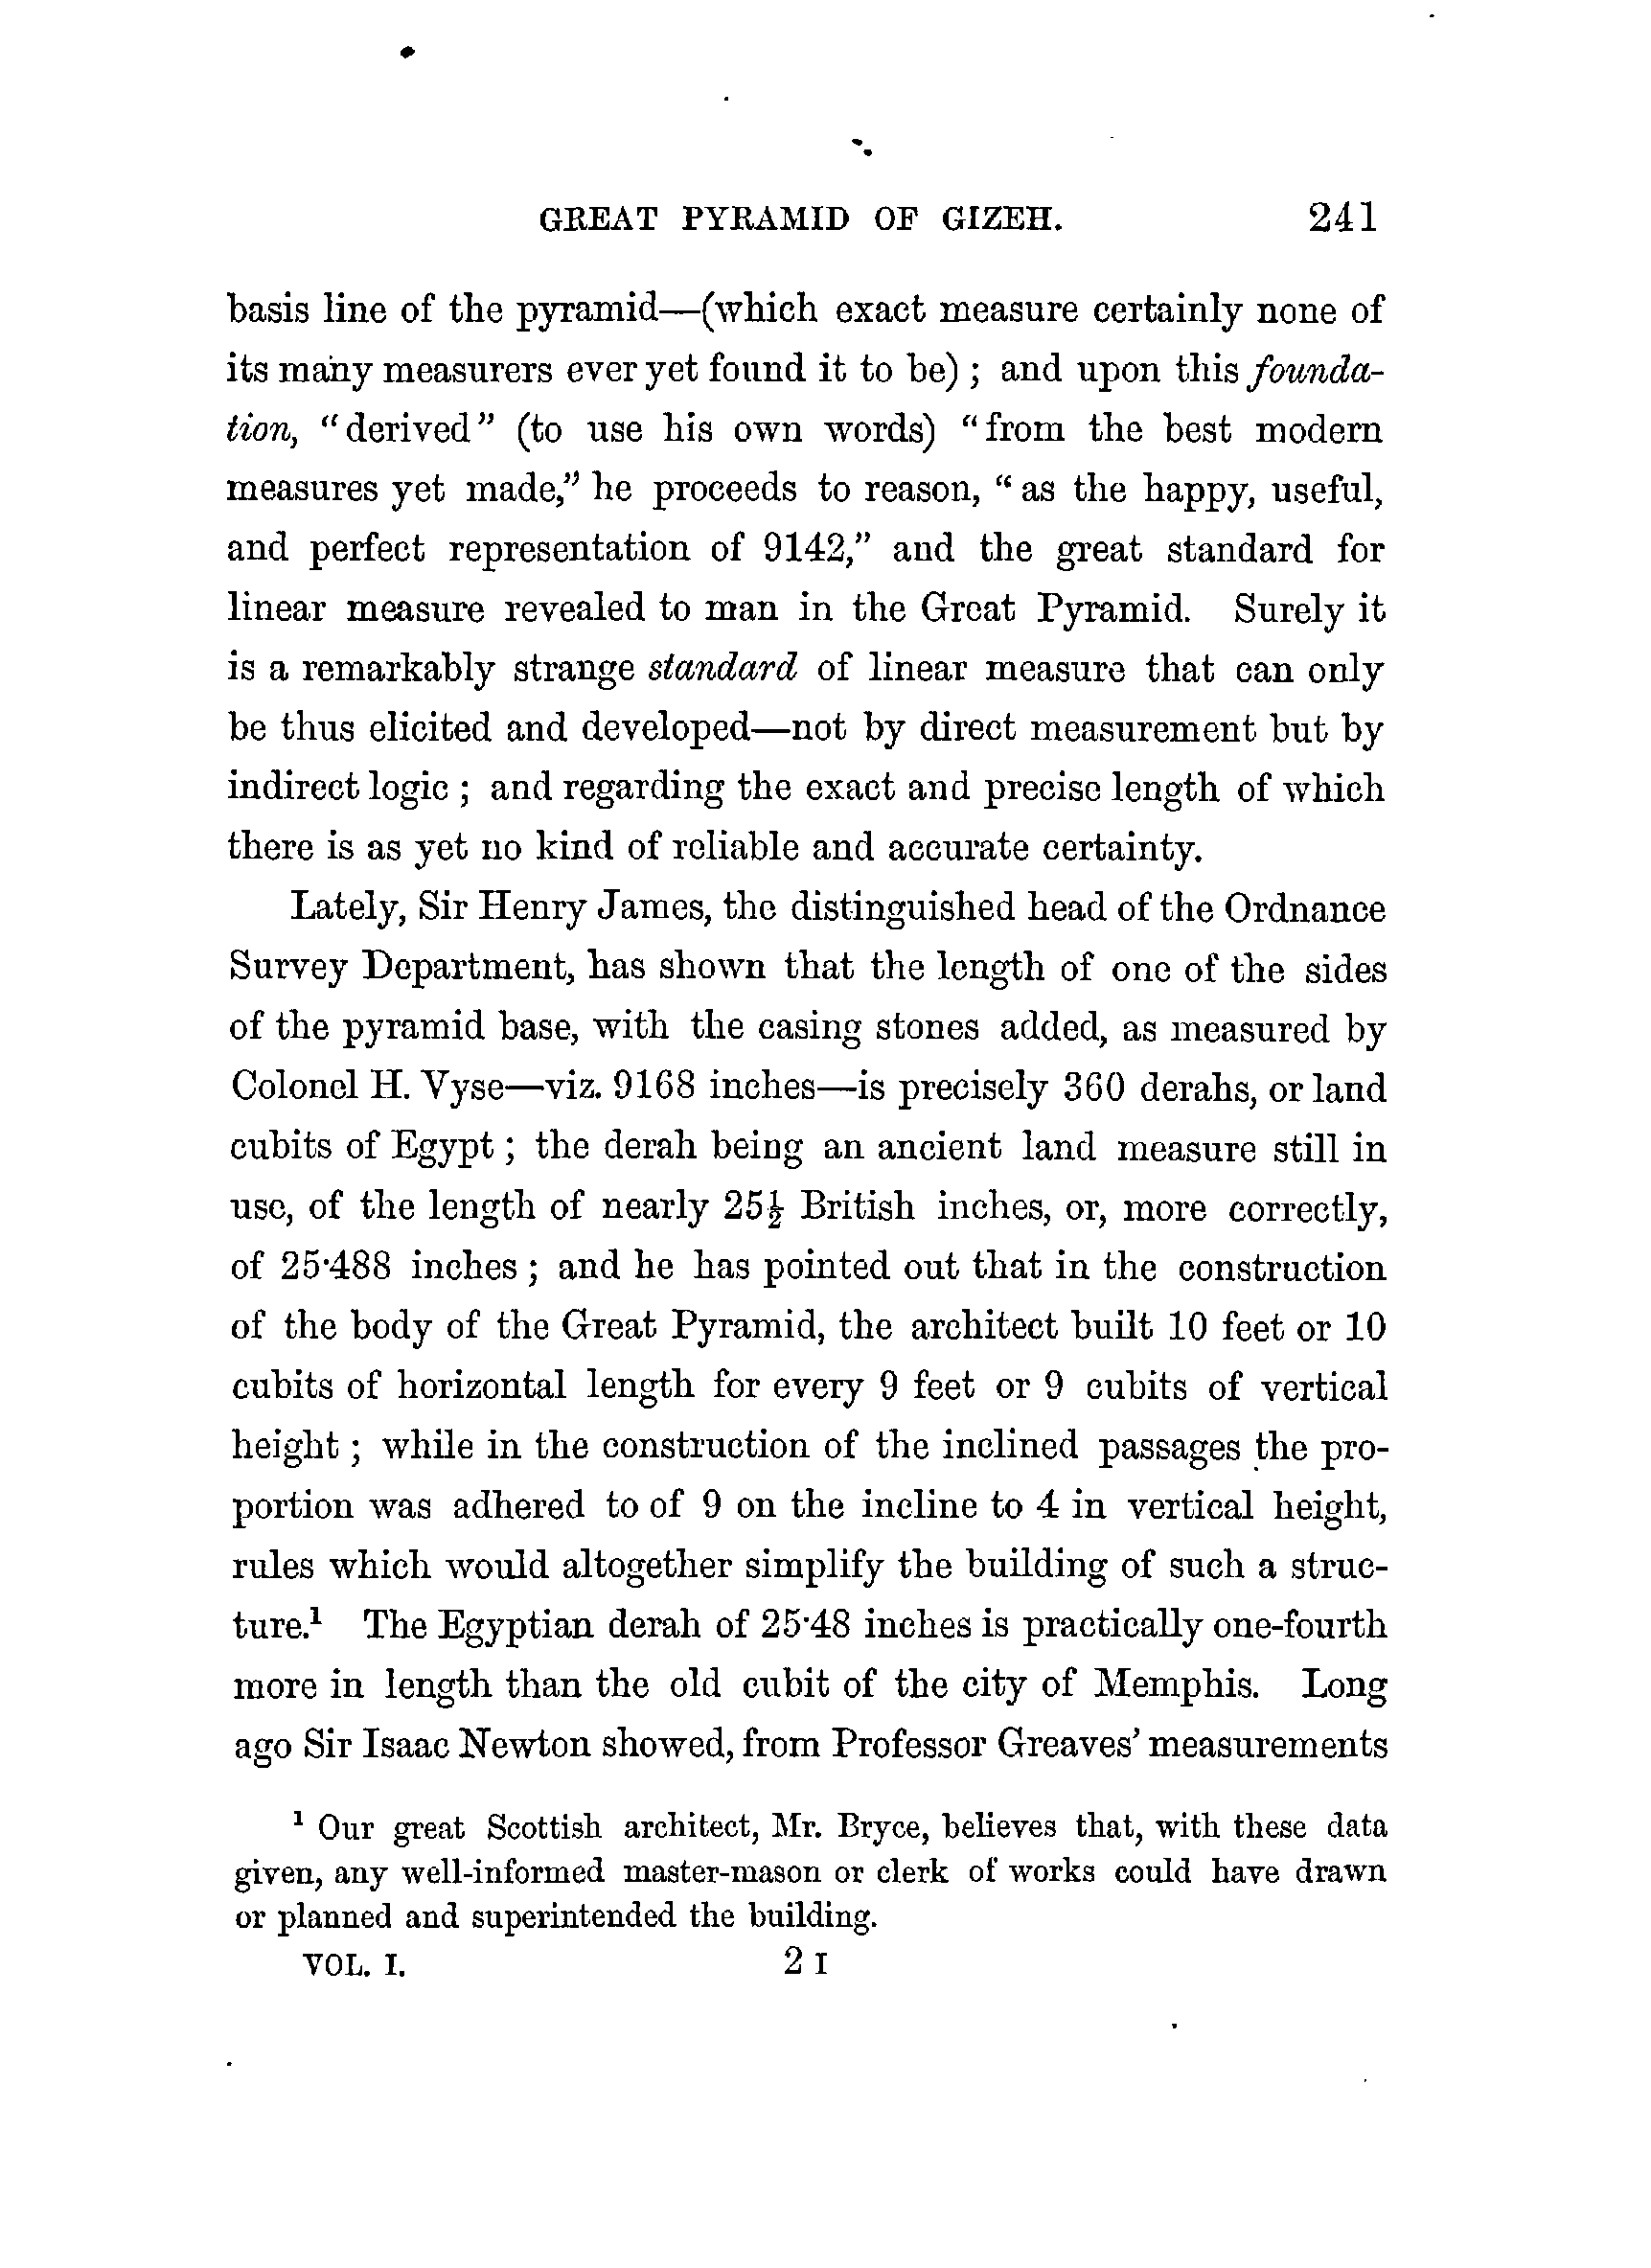 GREAT PYRAMID OF GIZEH. 241
basis line of the pyramid—(which exact measure certainly none of
its many measurers ever yet found it to be) ; and upon this founda-
tion, "derived" (to use his own words) "from the best modern
measures yet made," he proceeds to reason, "as the happy, useful,
and perfect representation of 9142," and the great standard for
linear measure revealed to man in the Great Pyramid. Surely it
is a remarkably strange standard of linear measure that can only
be thus elicited and developed—not by direct measurement but by
indirect logic ; and regarding the exact and precise length of which
there is as yet no kind of reliable and accurate certainty.
Lately, Sir Henry James, the distinguished head of the Ordnance
Survey Department, has shown that the length of one of the sides
of the pyramid base, with the casing stones added, as measured by
Colonel H. Vyse—viz. 9168 inches—is precisely 360 derahs, or land
cubits of Egypt ; the derah being an ancient land measure still in
use, of the length of nearly 25½ British inches, or, more correctly,
of 25·488 inches ; and he has pointed out that in the construction
of the body of the Great Pyramid, the architect built 10 feet or 10
cubits of horizontal length for every 9 feet or 9 cubits of vertical
height ; while in the construction of the inclined passages the pro-
portion was adhered to of 9 on the incline to 4 in vertical height,
rules which would altogether simplify the building of such a struc-
ture.¹ The Egyptian derah of 25·48 inches is practically one-fourth
more in length than the old cubit of the city of Memphis. Long
ago Sir Isaac Newton showed, from Professor Greaves' measurements
¹ Our great Scottish architect, Mr. Bryce, believes that, with these data
given, any well-informed master-mason or clerk of works could have drawn
or planned and superintended the building.
VOL. I. 2 I